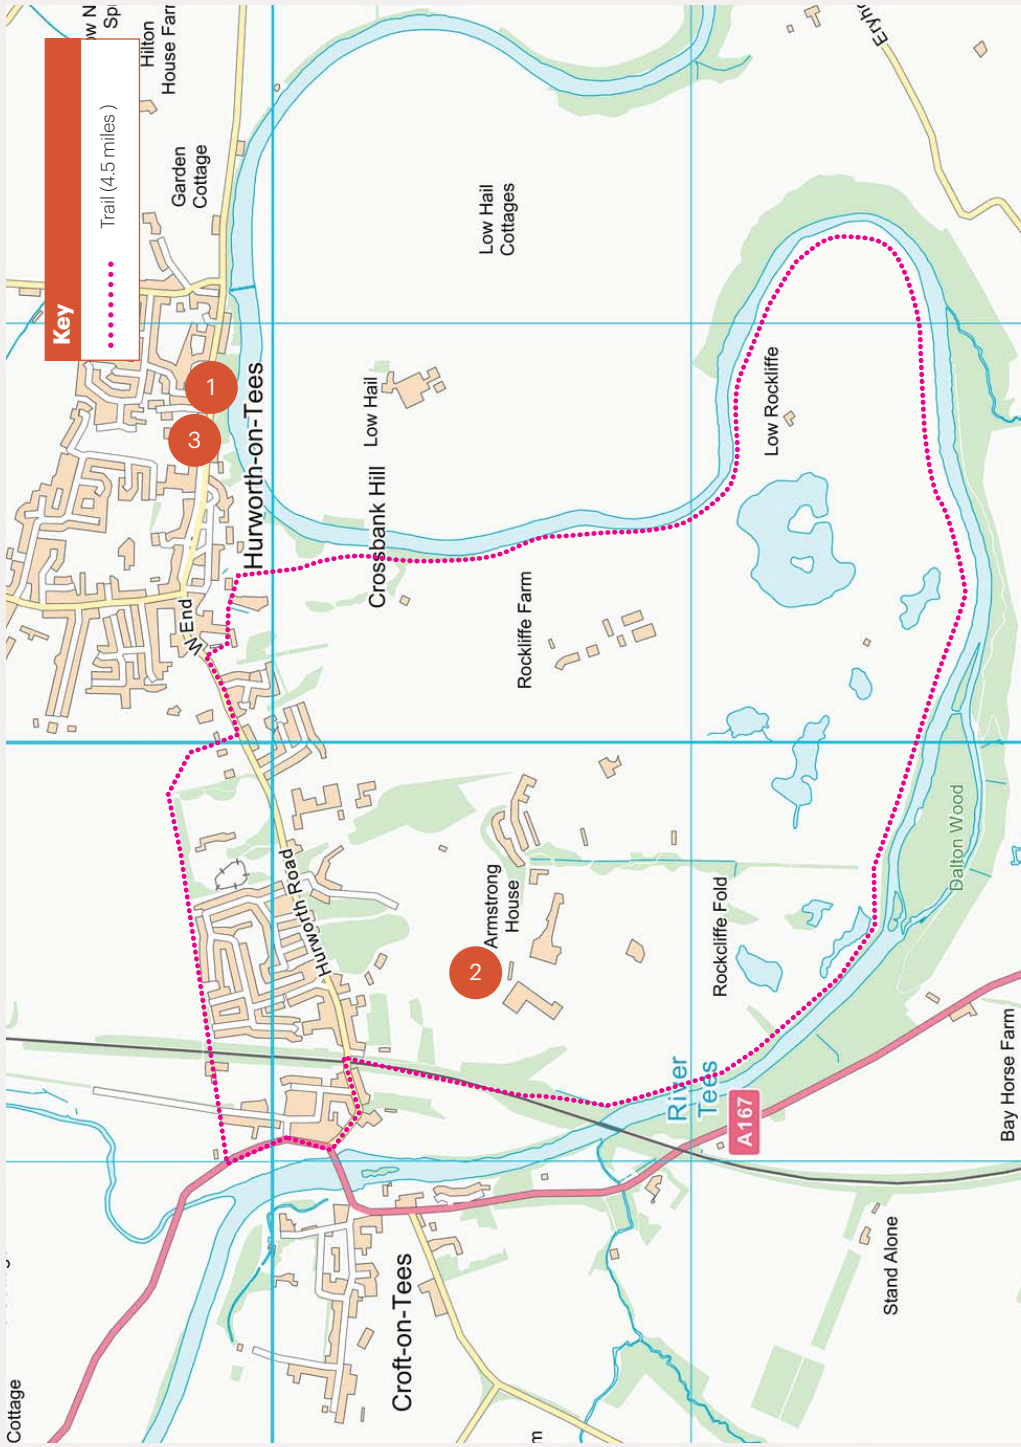 Key
Trail (4.5 miles )
Hilton
House Farm
Garden
Cottage
Low Hail
Cottages
1
3
Hurworth-on-Tees
Low Hail
Crossbank Hill
W End
Rockliffe Farm
Low Rockliffe
Hurworth Road
Armstrong
House
2
Rockcliffe Fold
Dalton Wood
River
Tees
A167
Bay Horse Farm
Croft-on-Tees
Stand Alone
Cottage